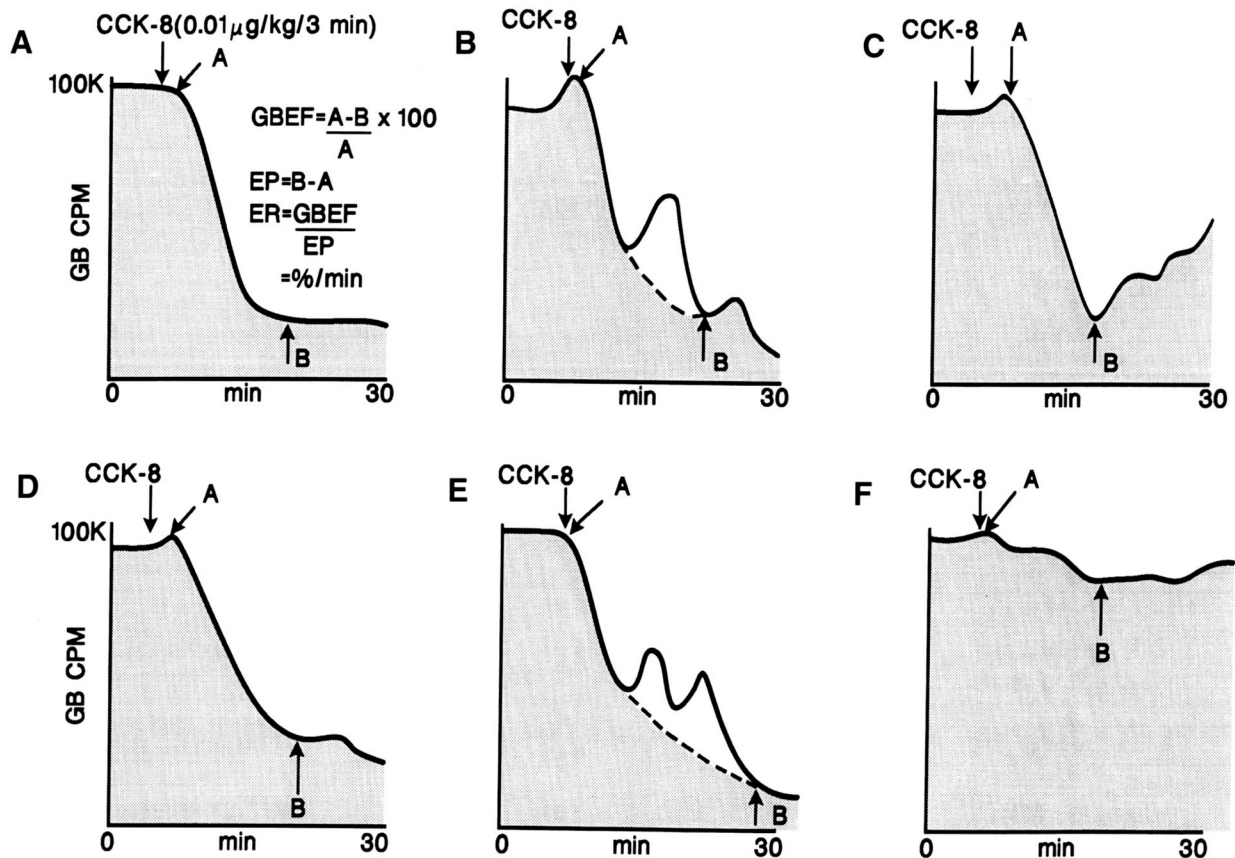 A
CCK-8(0.01μg/kg/3 min)
A
100K
GBEF=A-B x 100
A
EP=B-A
ER=GBEF
EP
=%/min
GB CPM
B
0 min 30
B
CCK-8
A
B
0 min 30
C
CCK-8
A
B
0 min 30
D
CCK-8
A
100K
GB CPM
B
0 min 30
E
CCK-8
A
B
0 min 30
F
CCK-8
A
B
0 min 30